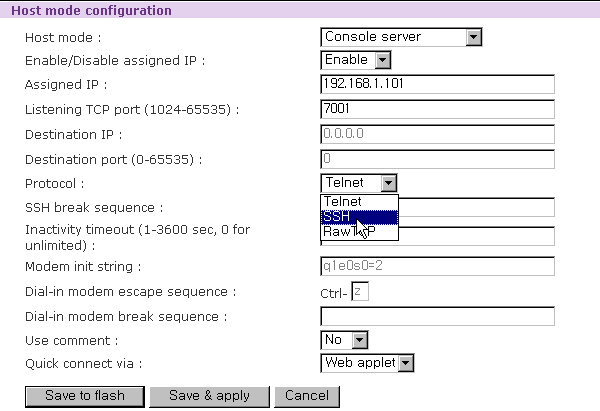 Host mode configuration
Host mode : Console server
Enable/Disable assigned IP : Enable
Assigned IP : 192.168.1.101
Listening TCP port (1024-65535) : 7001
Destination IP : 0.0.0.0
Destination port (0-65535) : 0
Protocol : Telnet
Telnet
SSH break sequence :
SSH
Inactivity timeout (1-3600 sec, 0 for
unlimited) :
Modem init string : q1e0s0=2
Dial-in modem escape sequence : Ctrl- z
Dial-in modem break sequence :
Use comment : No
Quick connect via : Web applet
Save to flash Save & apply Cancel